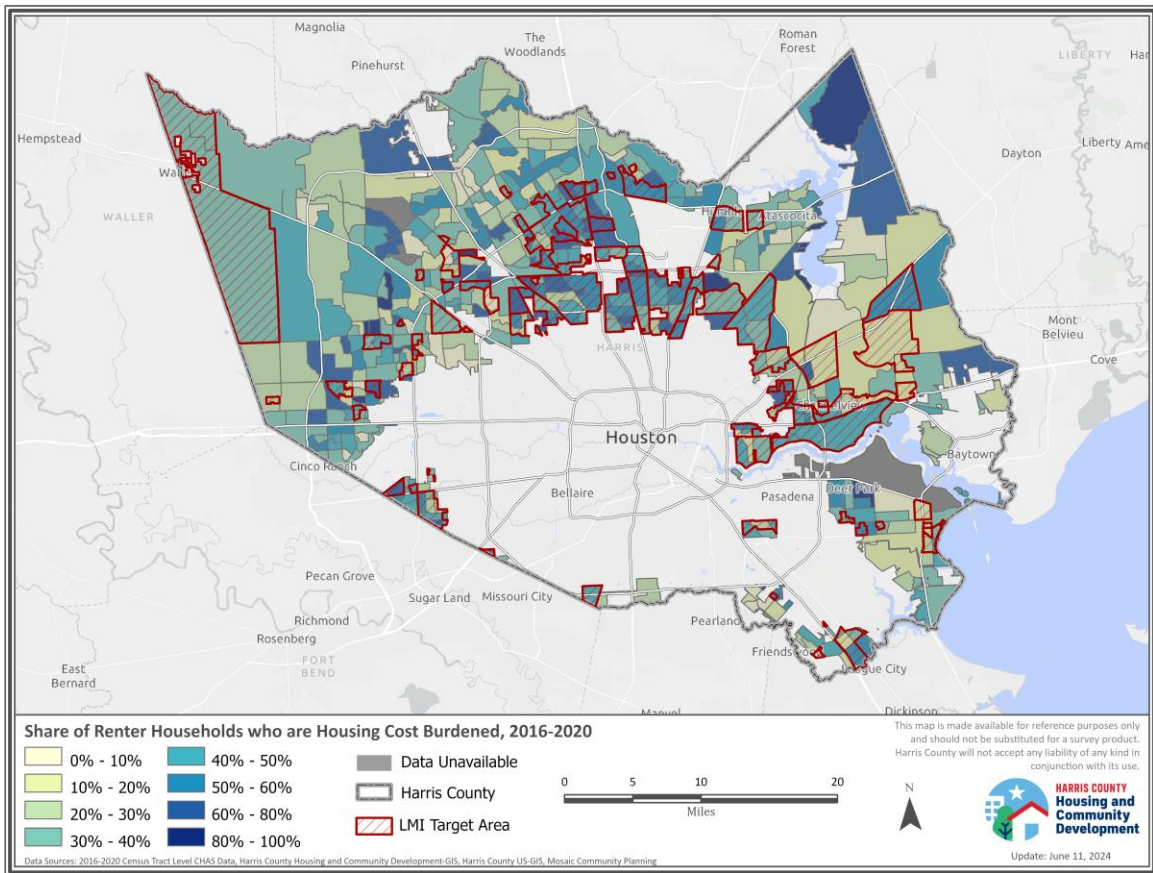 Magnolia
The
Woodlands
Roman
Forest
LIBERTY
Pinehurst
Hempstead
Dayton
Liberty
WALLER
Atascocita
Mont
Belvieu
Cove
HARRIS
Houston
Cinco Ranch
Baytown
Bellaire
Pasadena
Deer Park
Pecan Grove
Sugar Land
Missouri City
Richmond
Rosenberg
Pearland
East
Bernard
FORT
BEND
League City
Dickinson
Share of Renter Households who are Housing Cost Burdened, 2016-2020
0% - 10%
10% - 20%
20% - 30%
30% - 40%
40% - 50%
50% - 60%
60% - 80%
80% - 100%
Data Unavailable
Harris County
LMI Target Area
0 5 10 20
Miles
N
This map is made available for reference purposes only
and should not be substituted for a survey product.
Harris County will not accept any liability of any kind in
conjunction with its use.
HARRIS COUNTY
Housing and
Community
Development
Update: June 11, 2024
Data Sources: 2016-2020 Census Tract Level CHAS Data, Harris County Housing and Community Development-GIS, Harris County US-GIS, Mosaic Community Planning